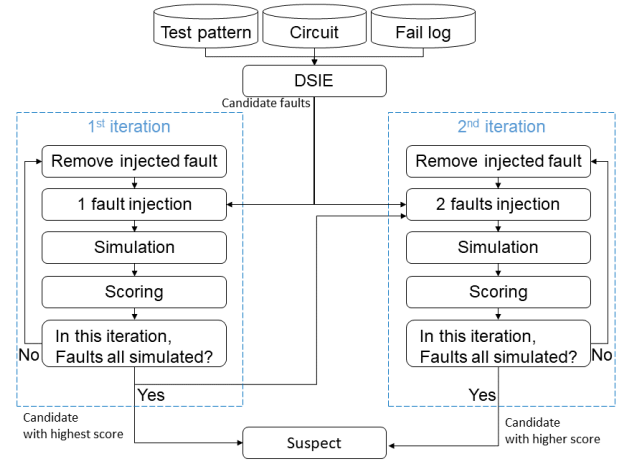 Test pattern
Circuit
Fail log
DSIE
Candidate faults
1st iteration
Remove injected fault
1 fault injection
Simulation
Scoring
In this iteration,
Faults all simulated?
No
Yes
Candidate
with highest score
2nd iteration
Remove injected fault
2 faults injection
Simulation
Scoring
In this iteration,
Faults all simulated?
No
Yes
Candidate
with higher score
Suspect